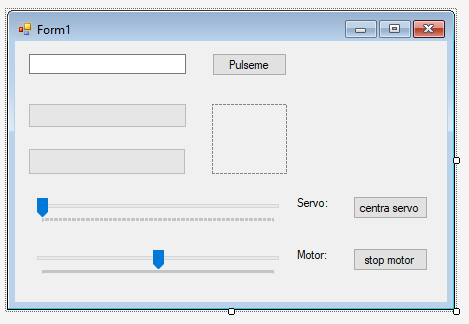 Form1
Pulseme
Servo:
centra servo
Motor:
stop motor